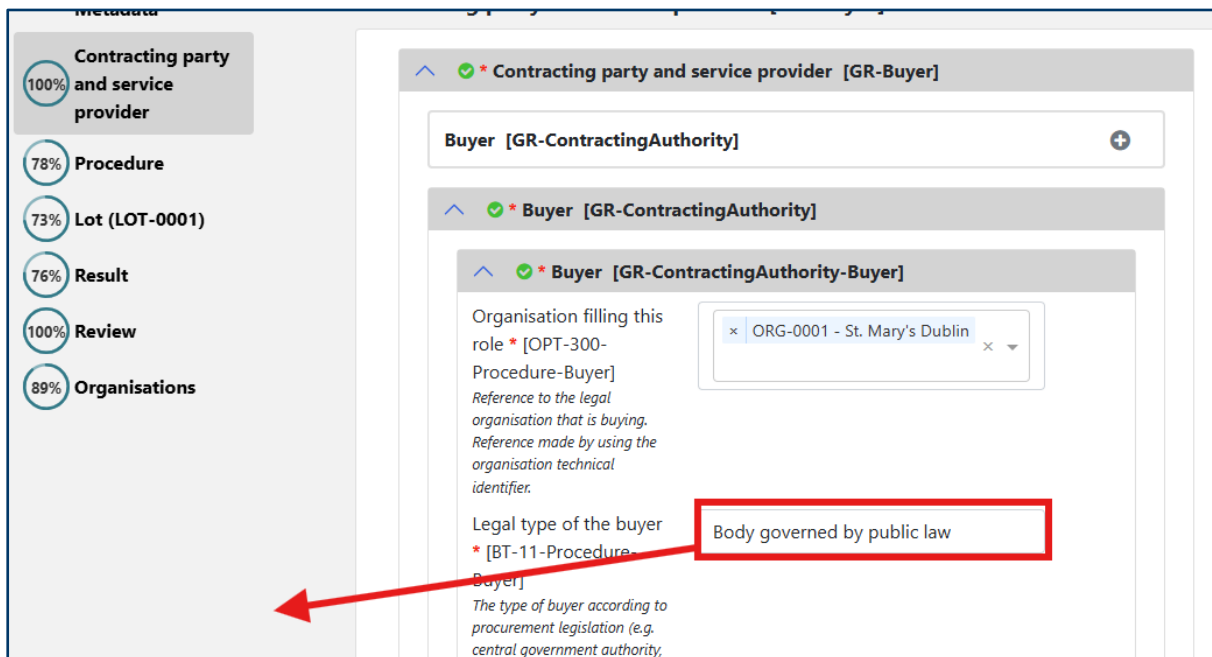 Metadata
Contracting party
100% and service
provider
78% Procedure
73% Lot (LOT-0001)
76% Result
100% Review
89% Organisations
* Contracting party and service provider [GR-Buyer]
Buyer [GR-ContractingAuthority]
* Buyer [GR-ContractingAuthority]
* Buyer [GR-ContractingAuthority-Buyer]
Organisation filling this
role * [OPT-300-
Procedure-Buyer]
× ORG-0001 - St. Mary's Dublin ×
Reference to the legal
organisation that is buying.
Reference made by using the
organisation technical
identifier.
Legal type of the buyer
* [BT-11-Procedure-
Buyer]
Body governed by public law
The type of buyer according to
procurement legislation (e.g.
central government authority,